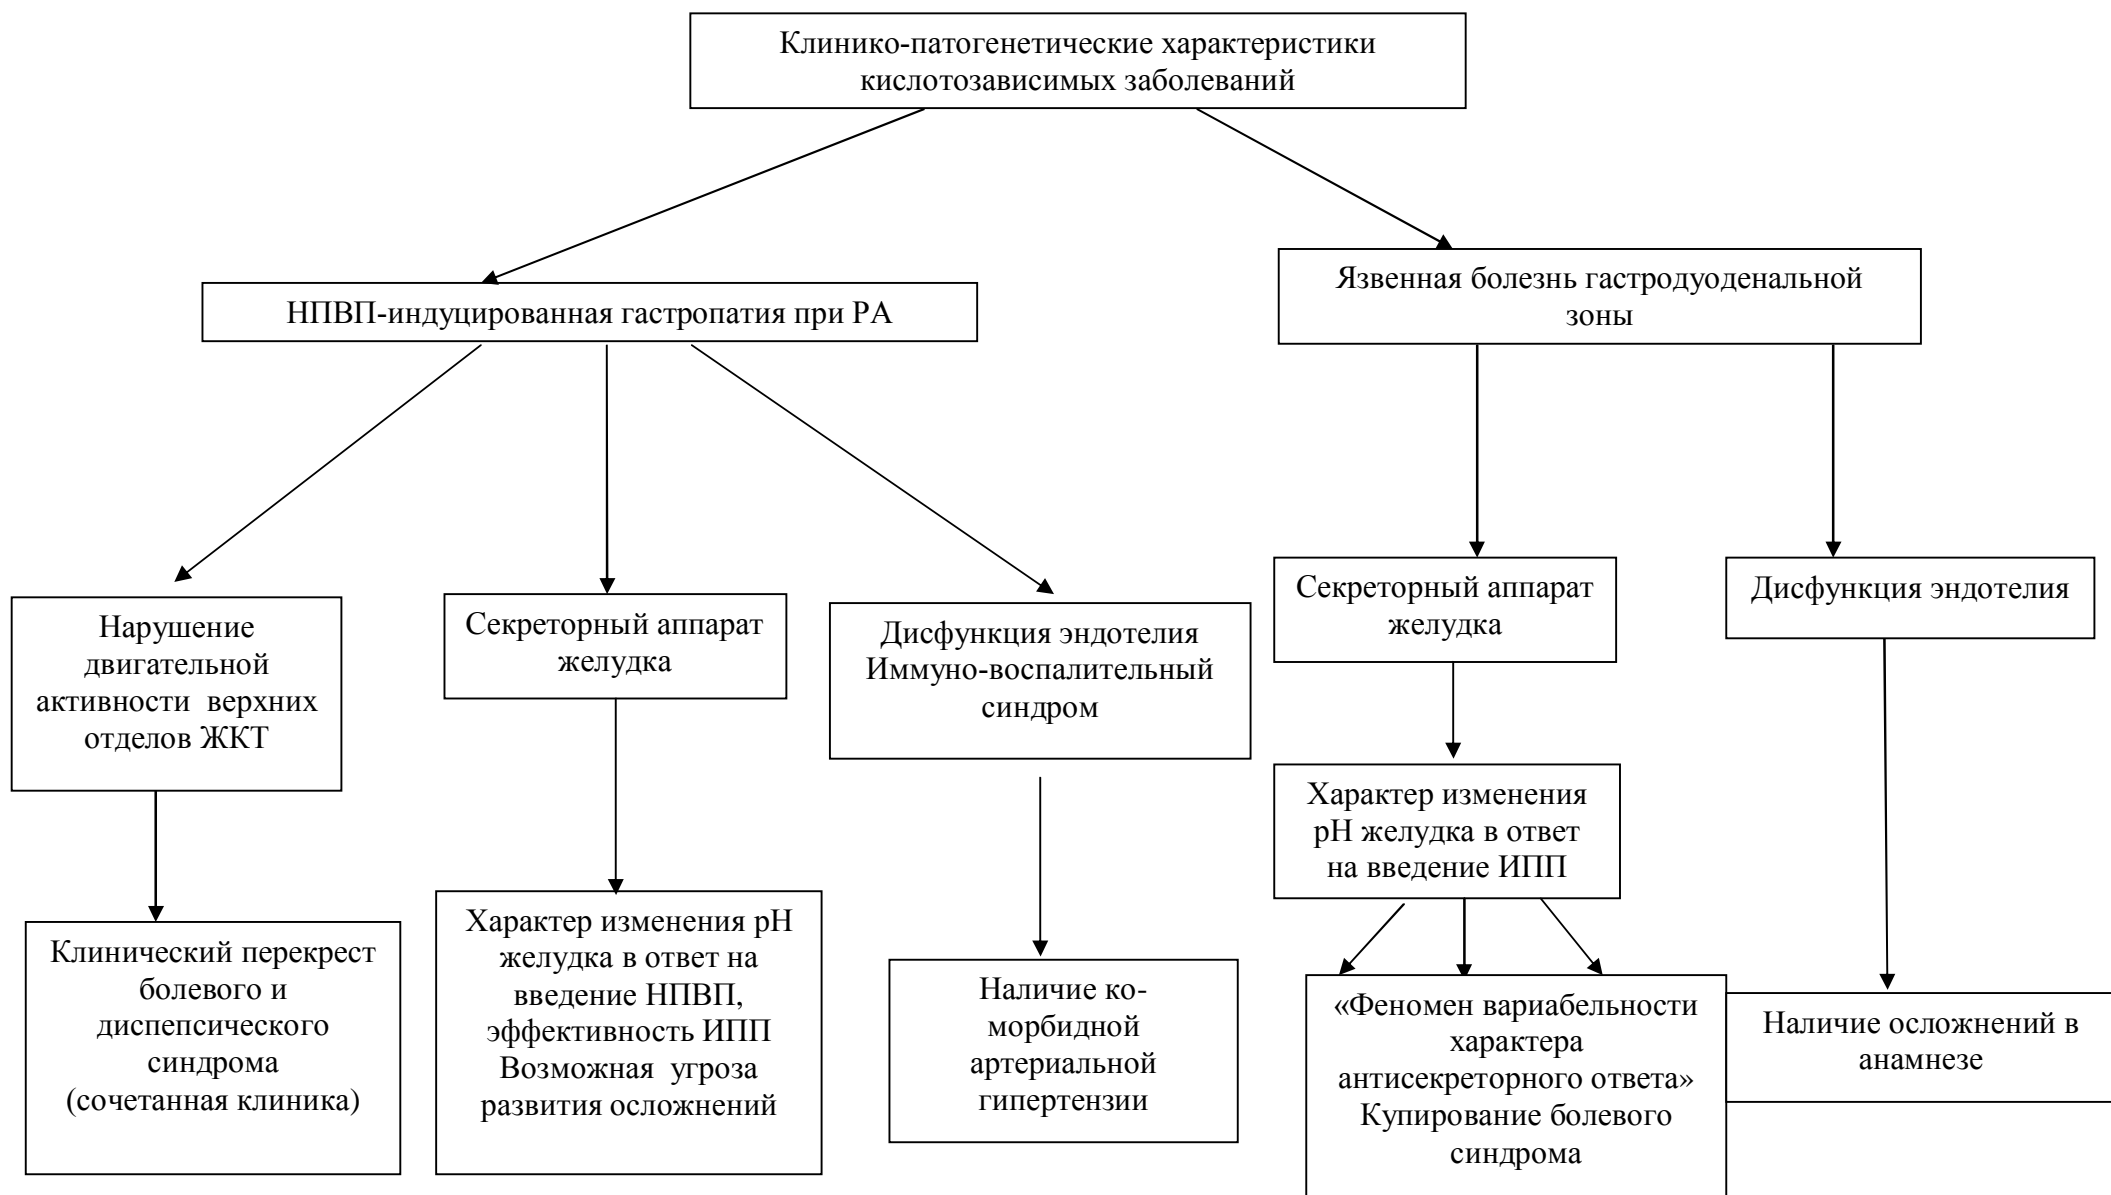 Клинико-патогенетические характеристики
кислотозависимых заболеваний
НПВП-индуцированная гастропатия при РА
Язвенная болезнь гастродуоденальной
зоны
Нарушение
двигательной
активности верхних
отделов ЖКТ
Секреторный аппарат
желудка
Дисфункция эндотелия
Иммуно-воспалительный
синдром
Секреторный аппарат
желудка
Дисфункция эндотелия
Характер изменения
рН желудка в ответ
на введение ИПП
Клинический перекрест
болевого и
диспепсического
синдрома
(сочетанная клиника)
Характер изменения рН
желудка в ответ на
введение НПВП,
эффективность ИПП
Возможная угроза
развития осложнений
Наличие ко-
морбидной
артериальной
гипертензии
«Феномен вариабельности
характера
антисекреторного ответа»
Купирование болевого
синдрома
Наличие осложнений в
анамнезе